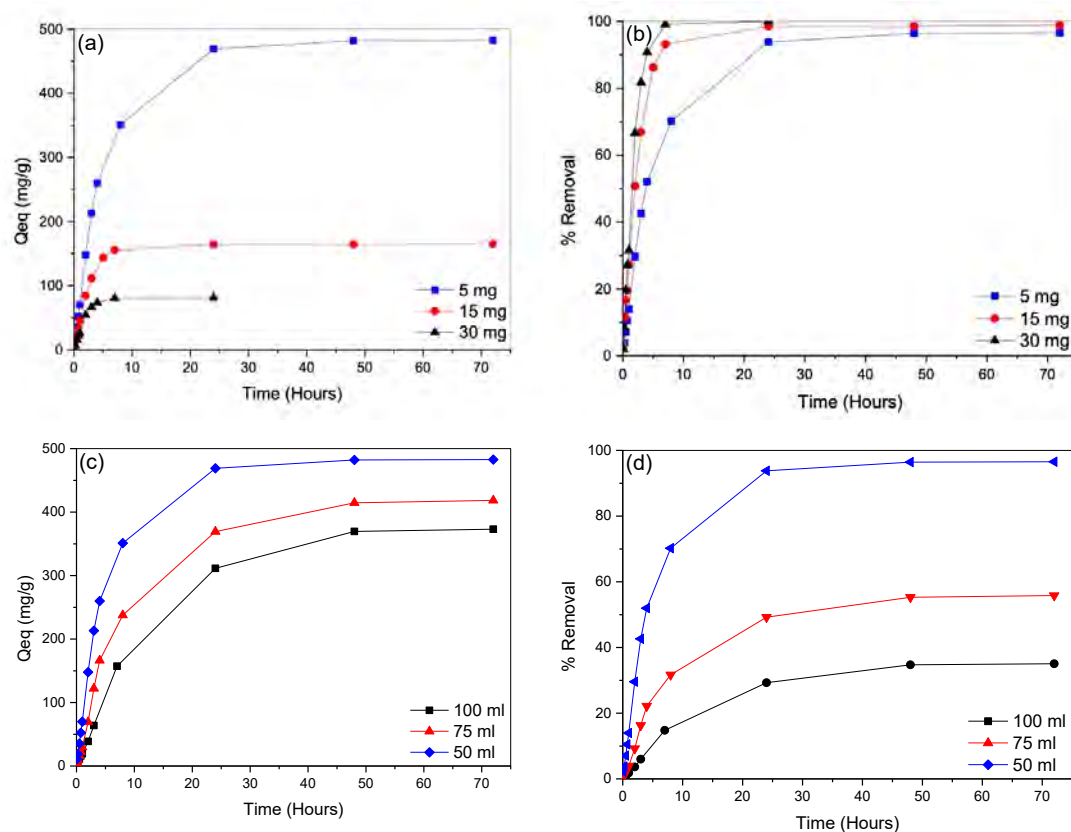 (a)
500
400
300
200
100
0
Qeq (mg/g)
0 10 20 30 40 50 60 70
Time (Hours)
5 mg
15 mg
30 mg
(b)
100
80
60
40
20
0
% Removal
0 10 20 30 40 50 60 70
Time (Hours)
5 mg
15 mg
30 mg
(c)
500
400
300
200
100
0
Qeq (mg/g)
0 10 20 30 40 50 60 70
Time (Hours)
100 ml
75 ml
50 ml
(d)
100
80
60
40
20
0
% Removal
0 10 20 30 40 50 60 70
Time (Hours)
100 ml
75 ml
50 ml